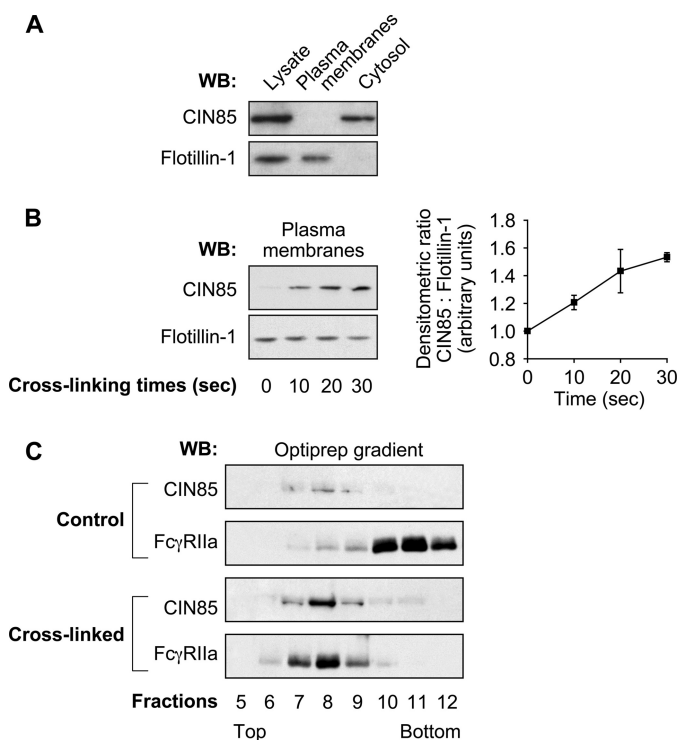 A
Lysate
Plasma
membranes
Cytosol
WB:
CIN85
Flotillin-1
B
Plasma
membranes
WB:
CIN85
Flotillin-1
Cross-linking times (sec) 0 10 20 30
Densitometric ratio
CIN85 : Flotillin-1
(arbitrary units)
1.8
1.6
1.4
1.2
1.0
0.8
0 10 20 30
Time (sec)
C
WB: Optiprep gradient
Control
CIN85
FcγRIIa
Cross-linked
CIN85
FcγRIIa
Fractions 5 6 7 8 9 10 11 12
Top Bottom